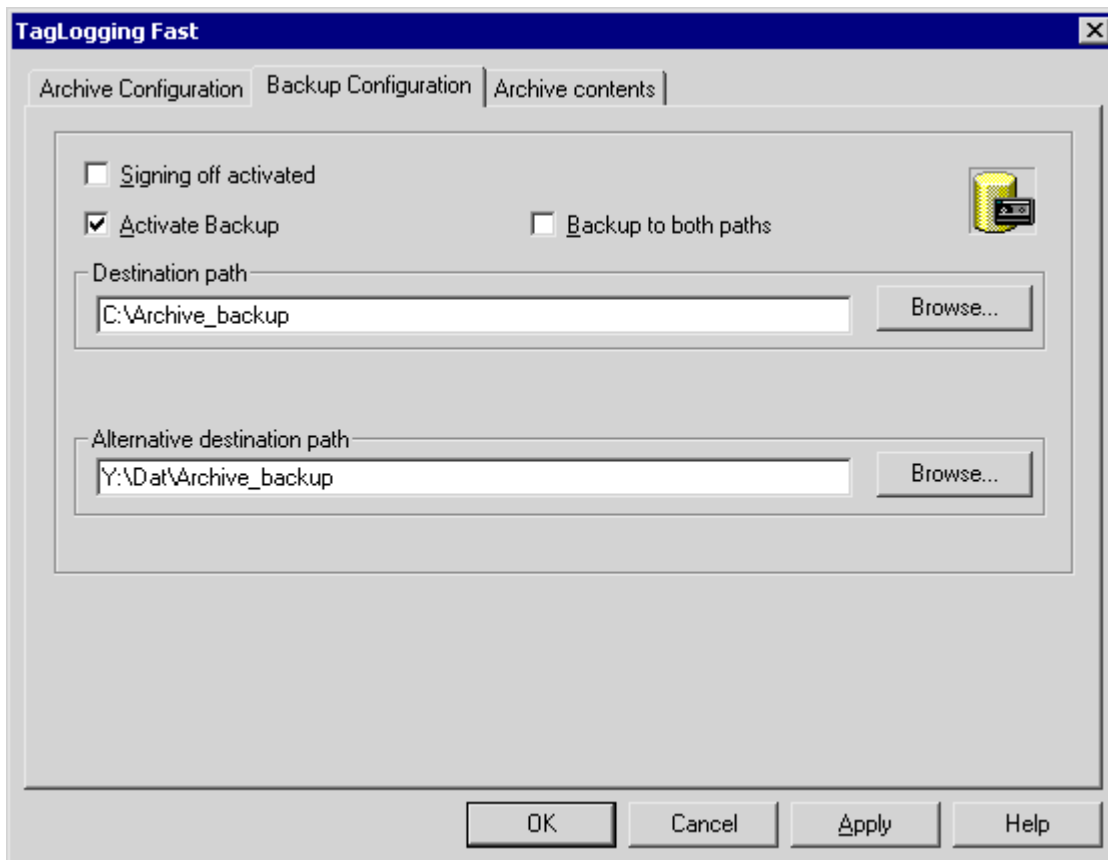 TagLogging Fast
Archive Configuration Backup Configuration Archive contents
Signing off activated
Activate Backup Backup to both paths
Destination path
C:\Archive_backup Browse...
Alternative destination path
Y:\Dat\Archive_backup Browse...
OK Cancel Apply Help